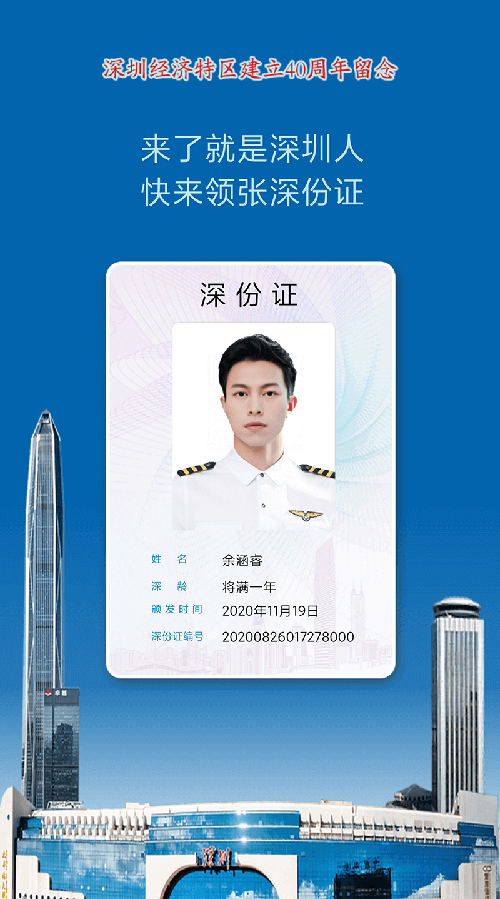 深圳经济特区建立40周年留念
来了就是深圳人
快来领张深份证
深份证
姓 名 余涵睿
深 龄 将满一年
颁发时间 2020年11月19日
深份证编号 20200826017278000
卓越
深圳